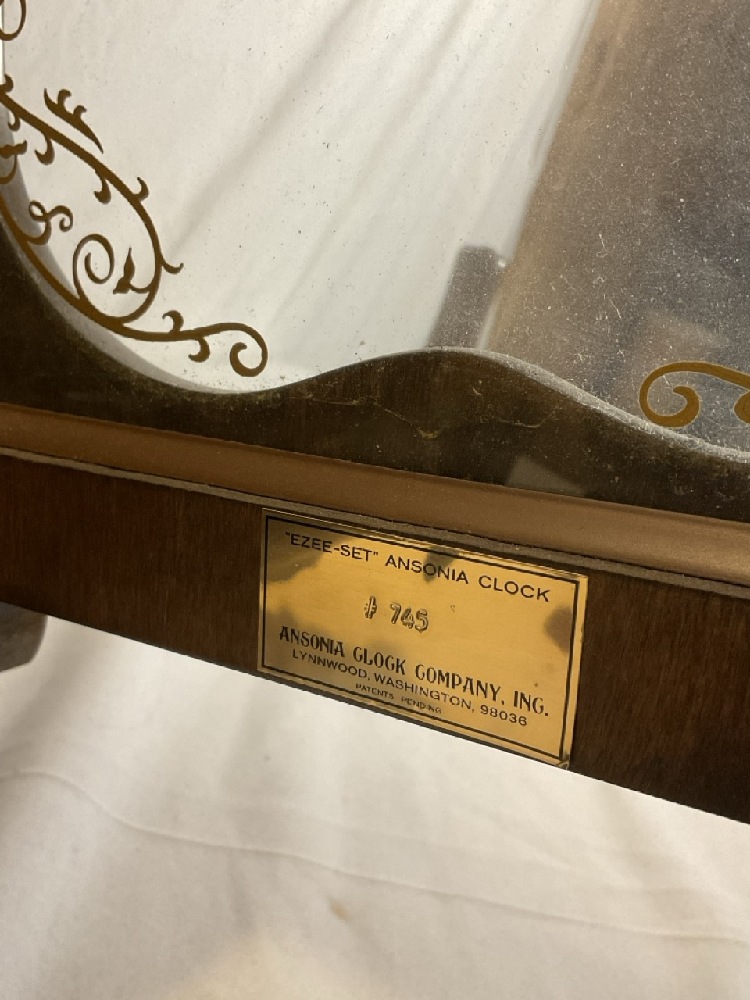 "EZEE-SET" ANSONIA CLOCK
# 745
ANSONIA CLOCK COMPANY, INC.
LYNNWOOD, WASHINGTON, 98036
PATENTS PENDING